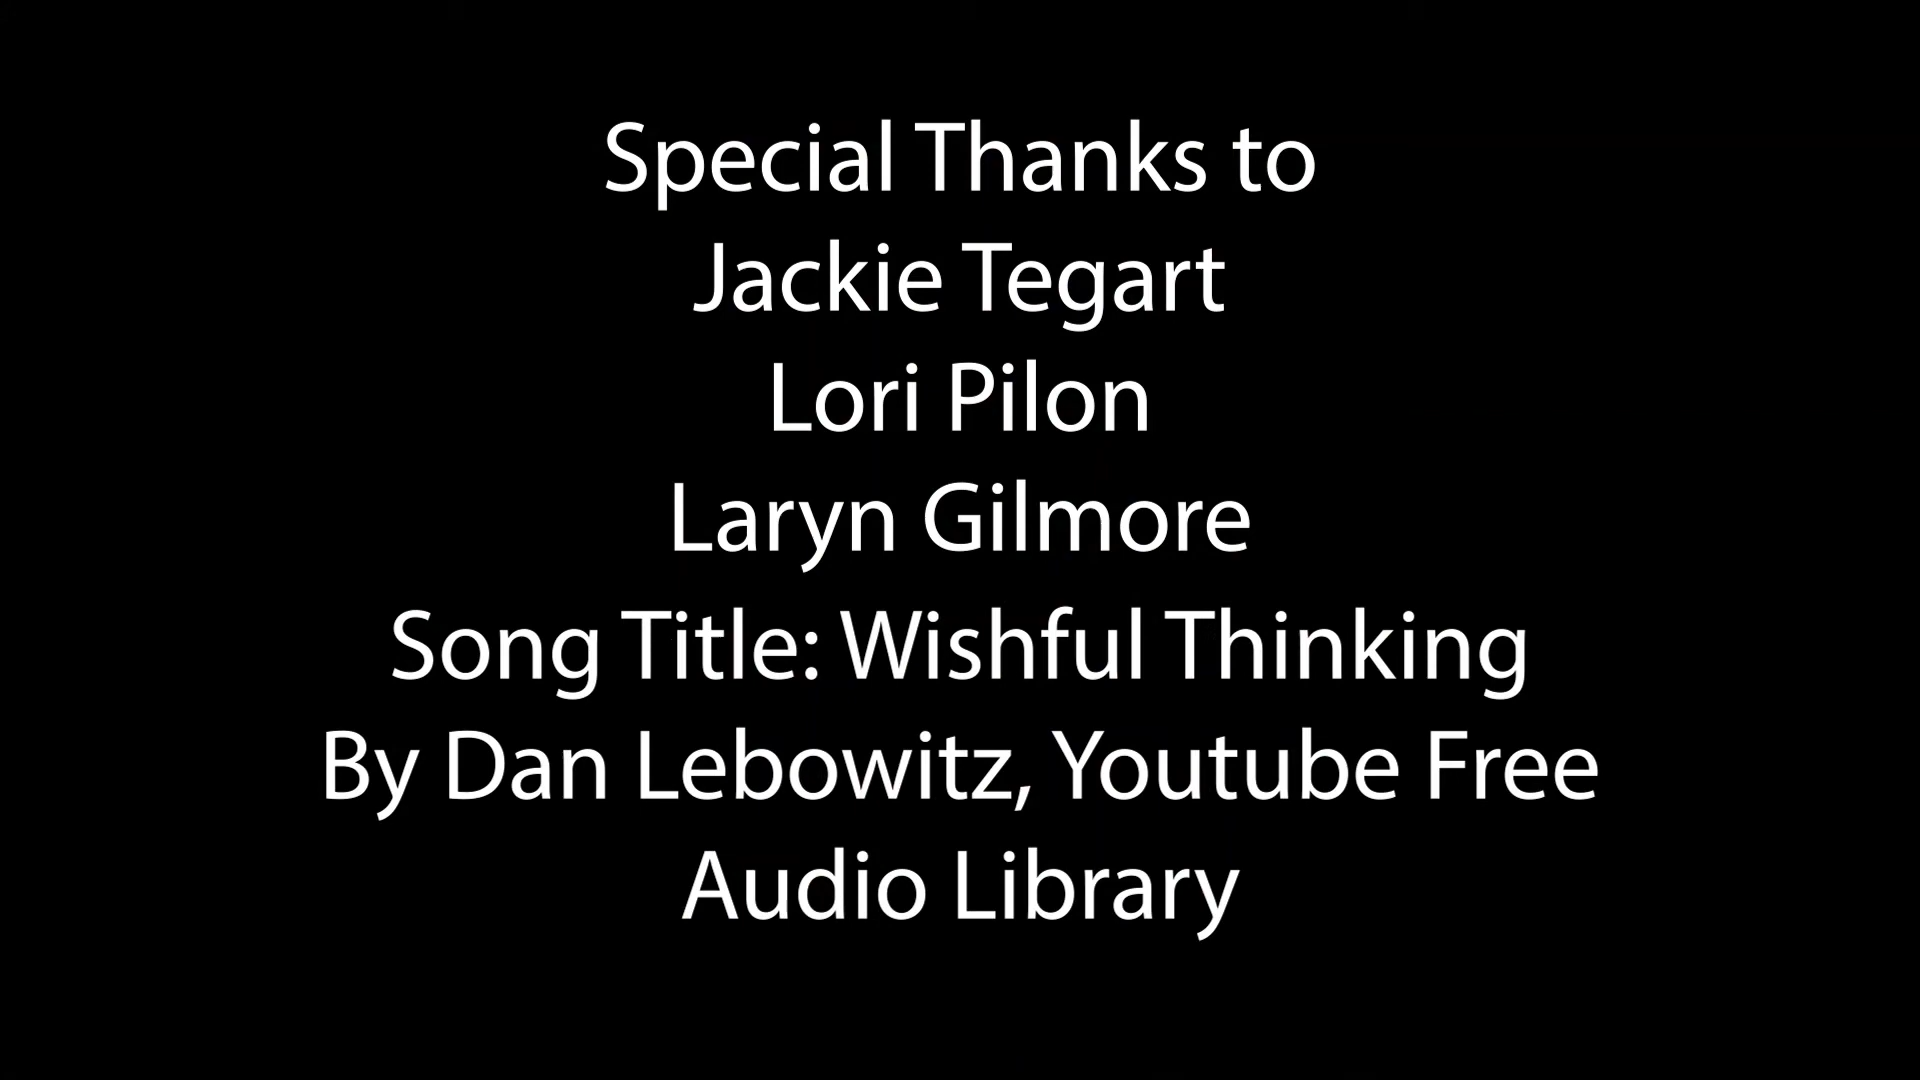 Special Thanks to
Jackie Tegart
Lori Pilon
Laryn Gilmore
Song Title: Wishful Thinking
By Dan Lebowitz, Youtube Free
Audio Library